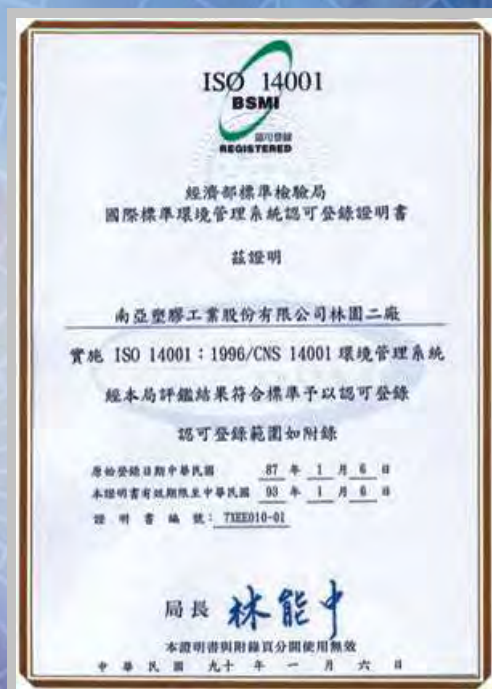 ISO 14001
BSMI
認可登錄
REGISTERED
經濟部標準檢驗局
國際標準環境管理系統認可登錄證明書
茲證明
南亞塑膠工業股份有限公司林園二廠
實施 ISO 14001：1996/CNS 14001 環境管理系統
經本局評鑑結果符合標準予以認可登錄
認可登錄範圍如附錄
原始登錄日期中華民國 87 年 1 月 6 日
本證明書有效期限至中華民國 93 年 1 月 6 日
證明書編號：7XEE010-01
局長 林能中
本證明書與附錄頁分開使用無效
中華民國九十年一月六日